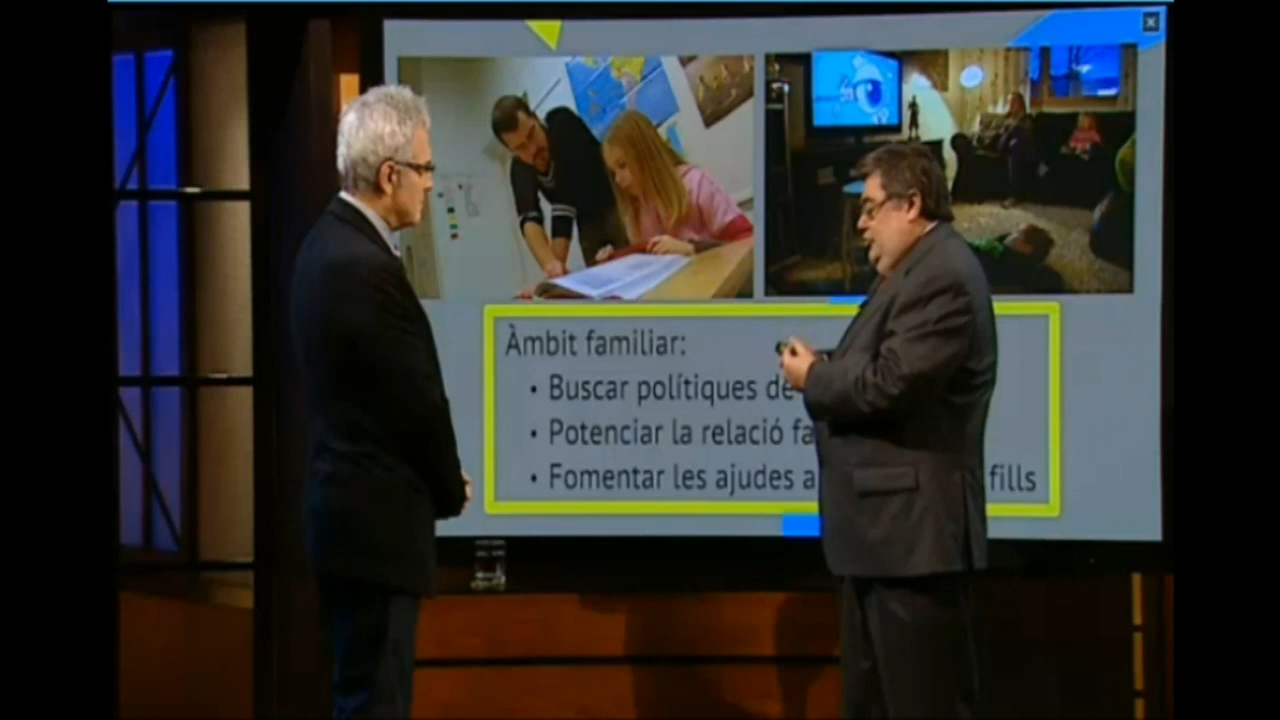 Àmbit familiar:
• Buscar polítiques de
• Potenciar la relació fa
• Fomentar les ajudes a fills